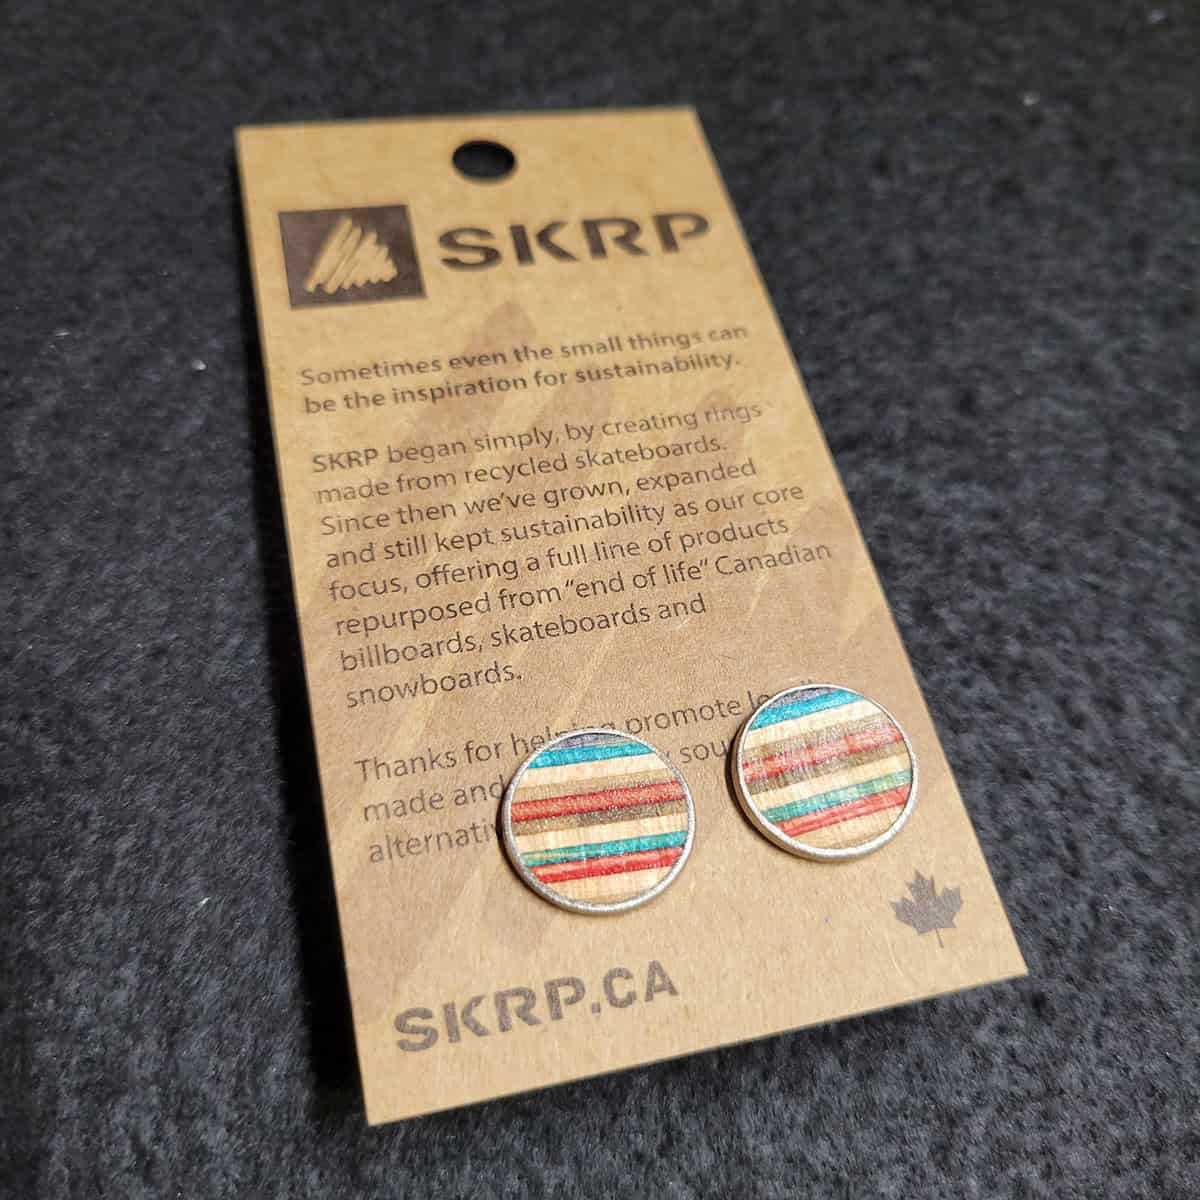 SKRP
Sometimes even the small things can
be the inspiration for sustainability.
SKRP began simply, by creating rings
made from recycled skateboards.
Since then we've grown, expanded
and still kept sustainability as our core
focus, offering a full line of products
repurposed from "end of life" Canadian
billboards, skateboards and
snowboards.
Thanks for helping promote
made and
SKRP.CA